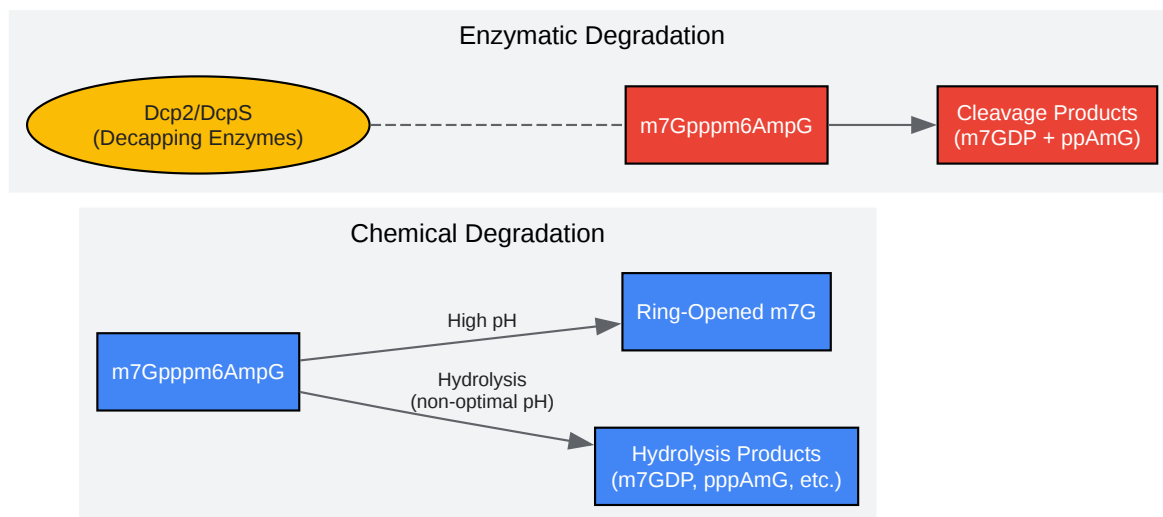 Enzymatic Degradation
Dcp2/DcpS
(Decapping Enzymes)
m7Gpppm6AmpG
Cleavage Products
(m7GDP + ppAmG)
Chemical Degradation
m7Gpppm6AmpG
High pH
Ring-Opened m7G
Hydrolysis
(non-optimal pH)
Hydrolysis Products
(m7GDP, pppAmG, etc.)